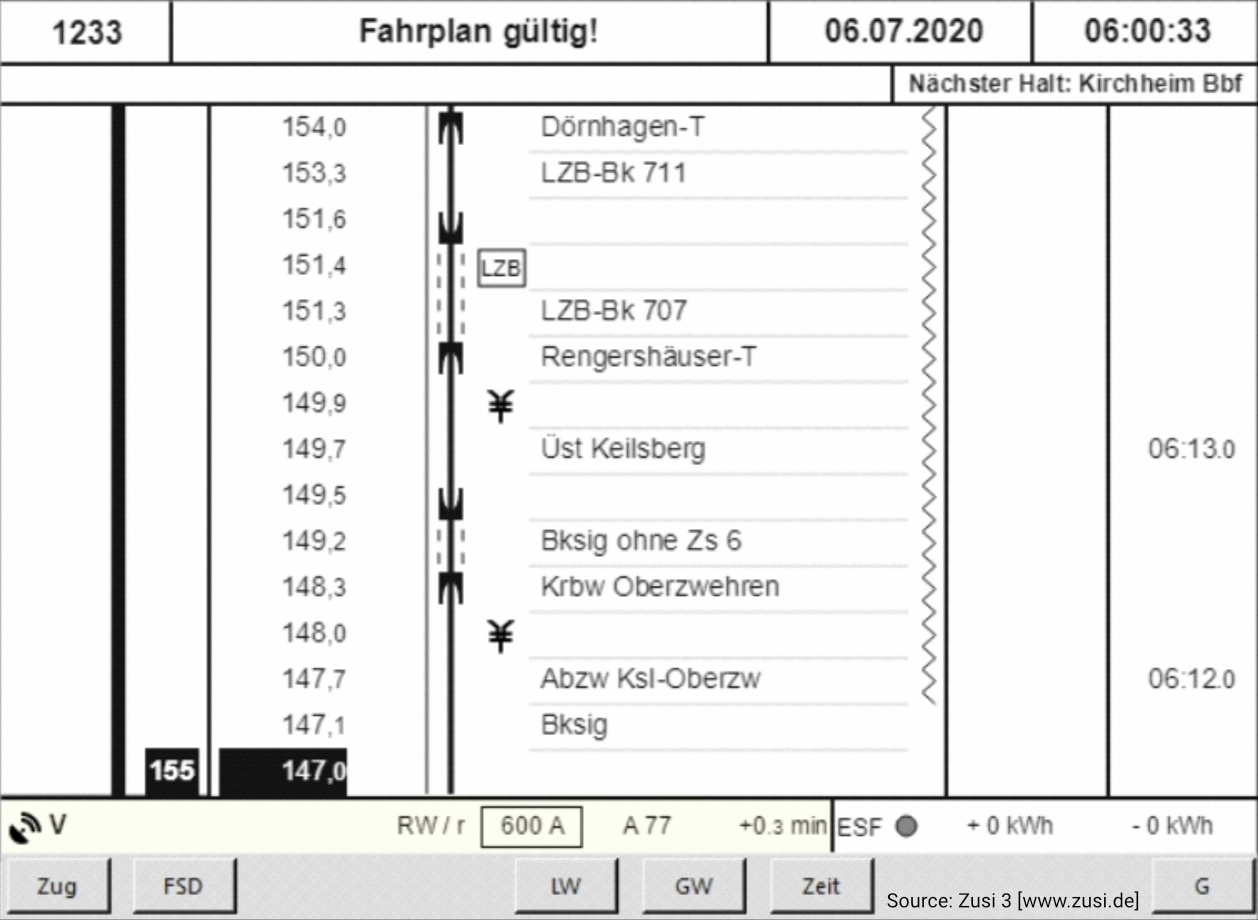 1233 Fahrplan gültig! 06.07.2020 06:00:33
Nächster Halt: Kirchheim Bbf
154,0 Dörnhagen-T
153,3 LZB-Bk 711
151,6
151,4 LZB
151,3 LZB-Bk 707
150,0 Rengershäuser-T
149,9 ¥
149,7 Üst Keilsberg 06:13.0
149,5
149,2 Bksig ohne Zs 6
148,3 Krbw Oberzwehren
148,0 ¥
147,7 Abzw Ksl-Oberzw 06:12.0
147,1 Bksig
155 147,0
V RW / r 600 A A 77 +0.3 min ESF + 0 kWh - 0 kWh
Zug FSD LW GW Zeit Source: Zusi 3 [www.zusi.de] G